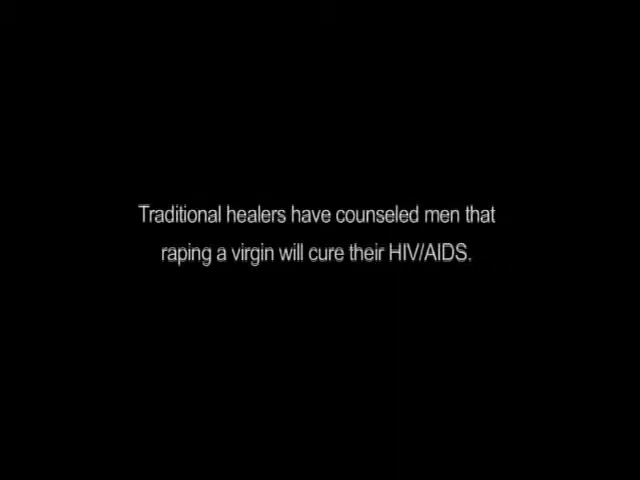 Traditional healers have counseled men that
raping a virgin will cure their HIV/AIDS.